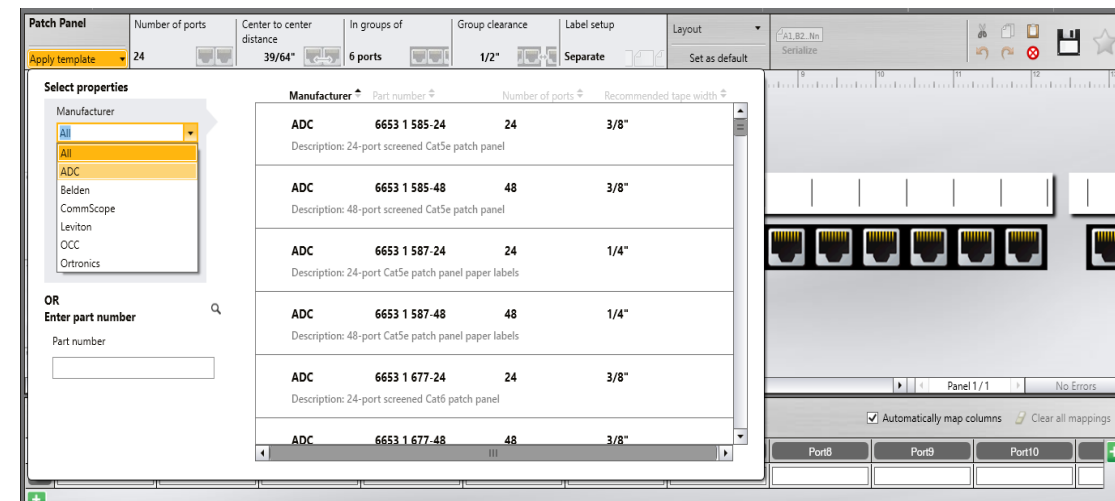 Patch Panel
Number of ports
Center to center distance
In groups of
Group clearance
Label setup
Layout
A1,B2..Nn
Serialize
Apply template
24
39/64"
6 ports
1/2"
Separate
Set as default
Select properties
Manufacturer
All
All
ADC
Belden
CommScope
Leviton
OCC
Ortronics
OR
Enter part number
Part number
Manufacturer Part number Number of ports Recommended tape width
ADC 6653 1 585-24 24 3/8"
Description: 24-port screened Cat5e patch panel
ADC 6653 1 585-48 48 3/8"
Description: 48-port screened Cat5e patch panel
ADC 6653 1 587-24 24 1/4"
Description: 24-port Cat5e patch panel paper labels
ADC 6653 1 587-48 48 1/4"
Description: 48-port Cat5e patch panel paper labels
ADC 6653 1 677-24 24 3/8"
Description: 24-port screened Cat6 patch panel
ADC 6653 1 677-48 48 3/8"
9 10 11 12
Panel 1 / 1
No Errors
Automatically map columns
Clear all mappings
Port8 Port9 Port10